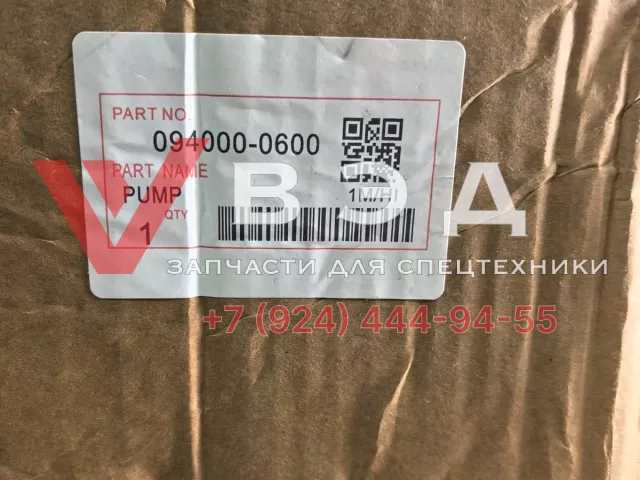 PART NO.
094000-0600
PART NAME
PUMP
1M/H
QTY
1
V ВЭД
ЗАПЧАСТИ ДЛЯ СПЕЦТЕХНИКИ
+7 (924) 444-94-55